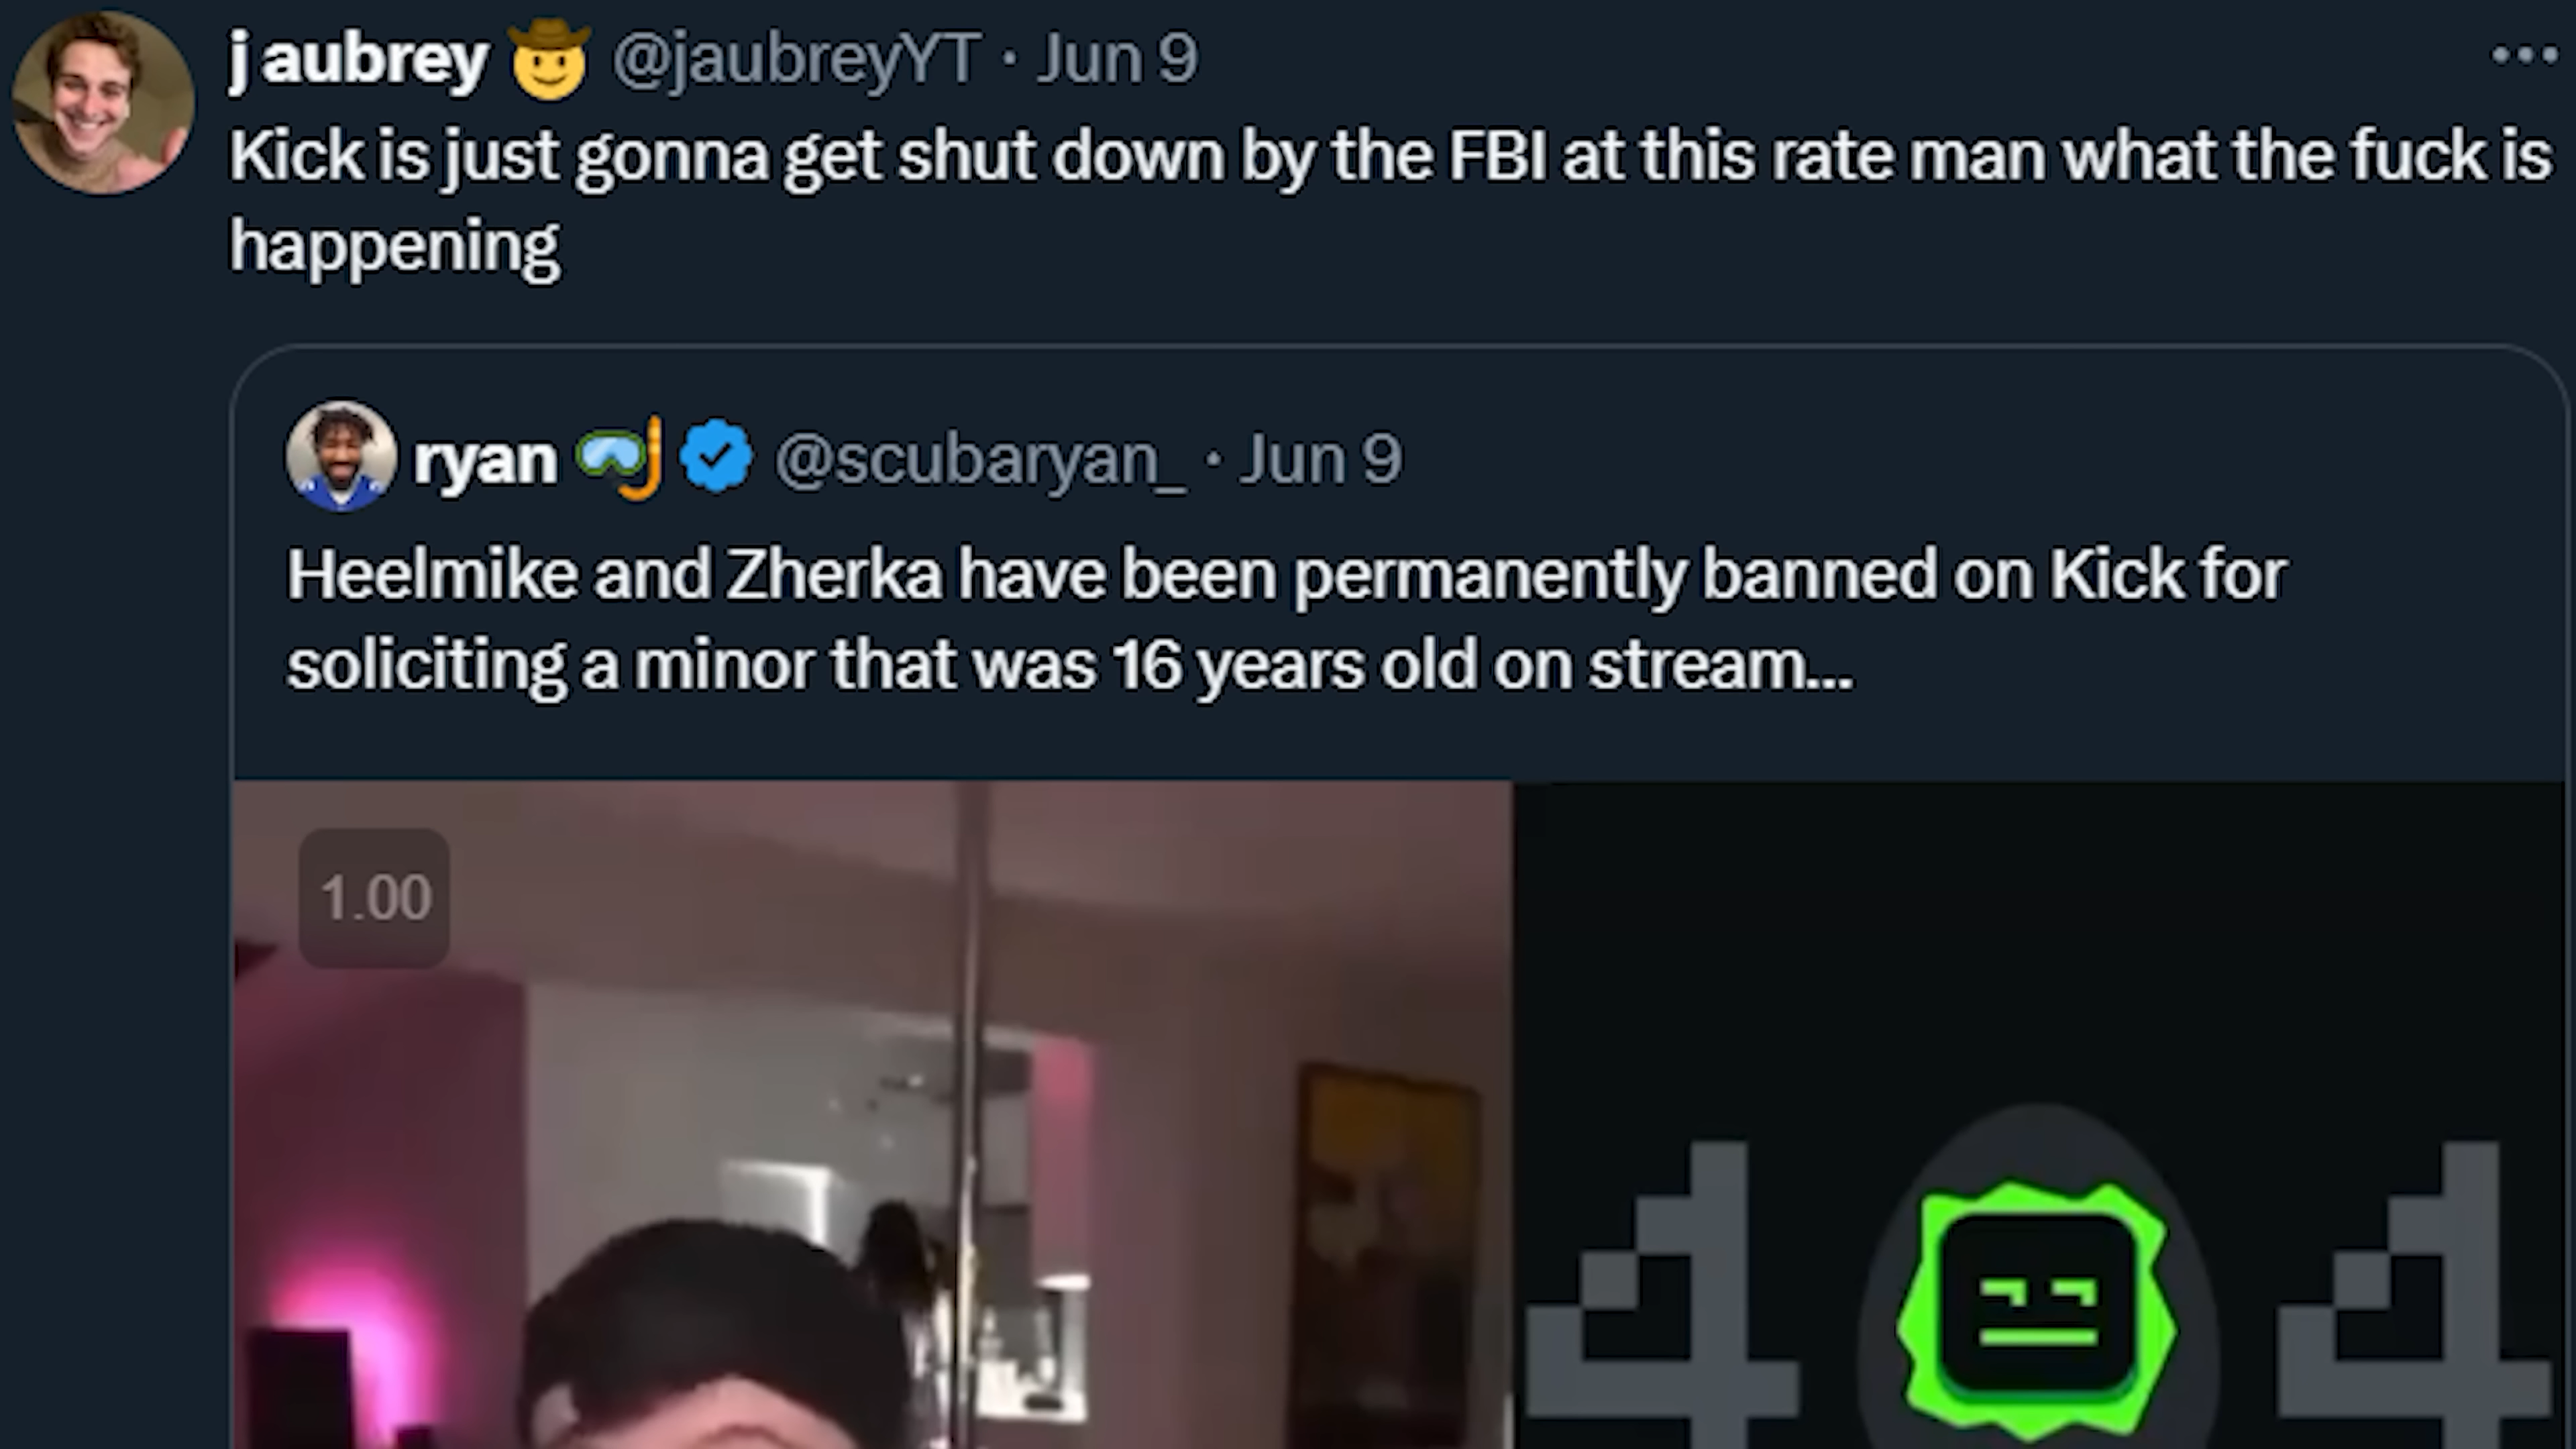 j aubrey 🤠 @jaubreyYT · Jun 9
Kick is just gonna get shut down by the FBI at this rate man what the fuck is
happening
ryan 🤿 @scubaryan_ · Jun 9
Heelmike and Zherka have been permanently banned on Kick for
soliciting a minor that was 16 years old on stream...
1.00
4 4